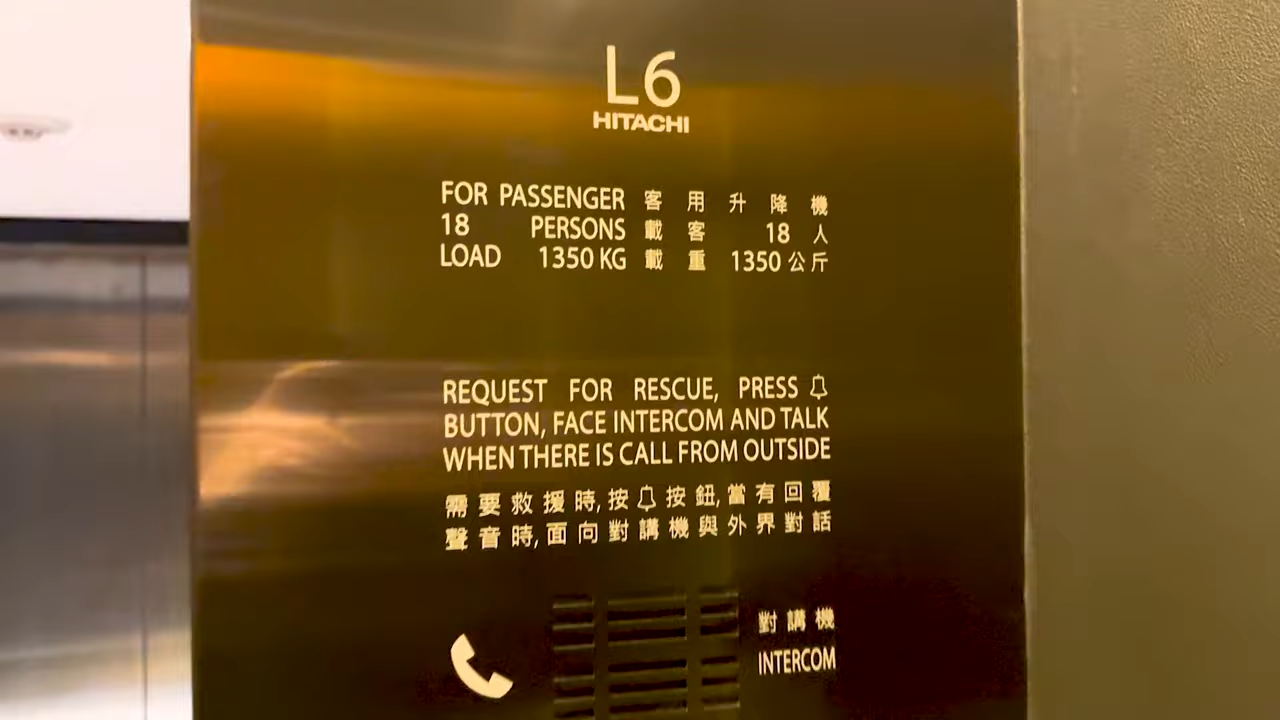 L6
HITACHI
FOR PASSENGER 客用升降機
18 PERSONS 載客 18 人
LOAD 1350 KG 載重 1350 公斤
REQUEST FOR RESCUE, PRESS
BUTTON, FACE INTERCOM AND TALK
WHEN THERE IS CALL FROM OUTSIDE
需要救援時,按 按鈕,當有回覆
聲音時,面向對講機與外界對話
對講機
INTERCOM